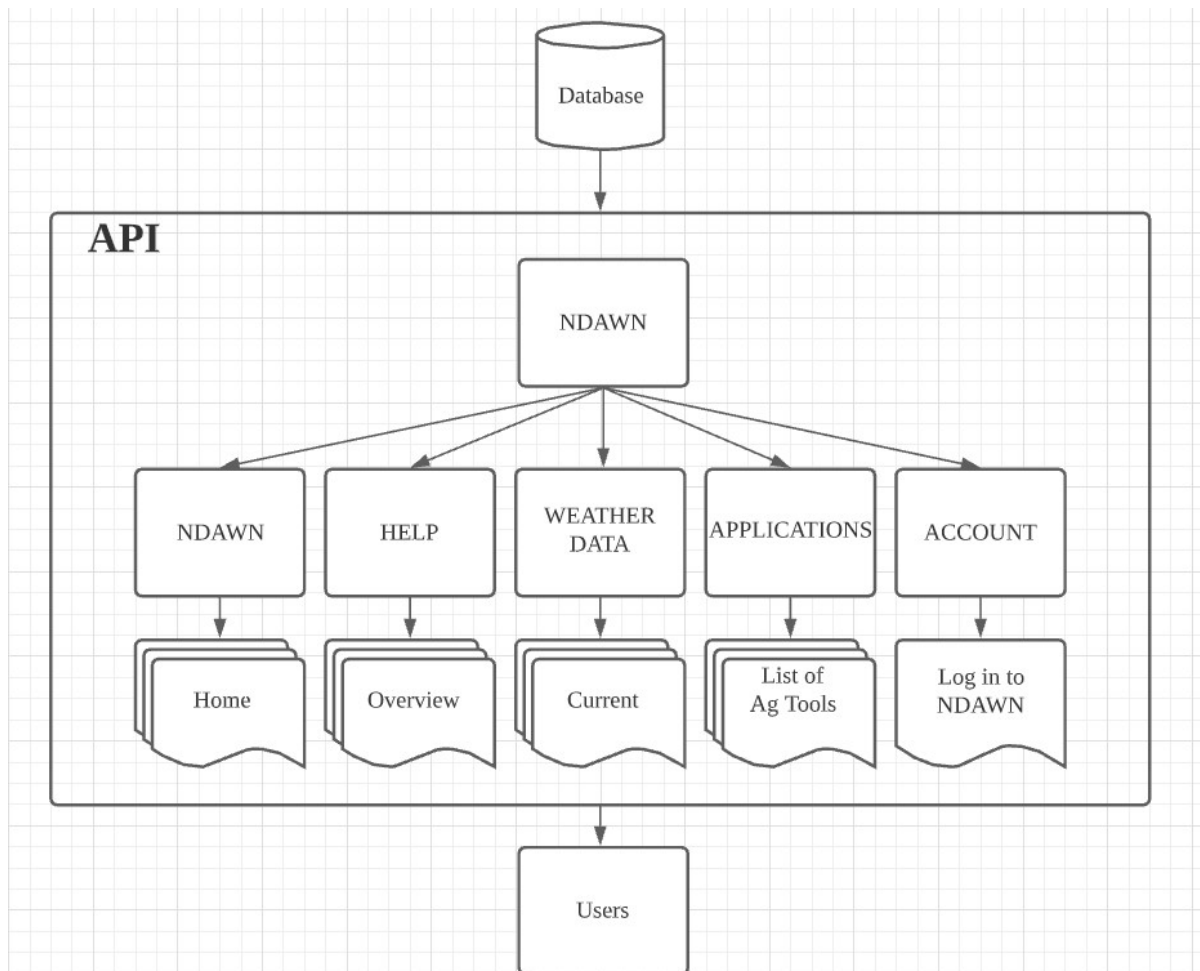 Database
API
NDAWN
NDAWN
HELP
WEATHER
DATA
APPLICATIONS
ACCOUNT
Home
Overview
Current
List of
Ag Tools
Log in to
NDAWN
Users